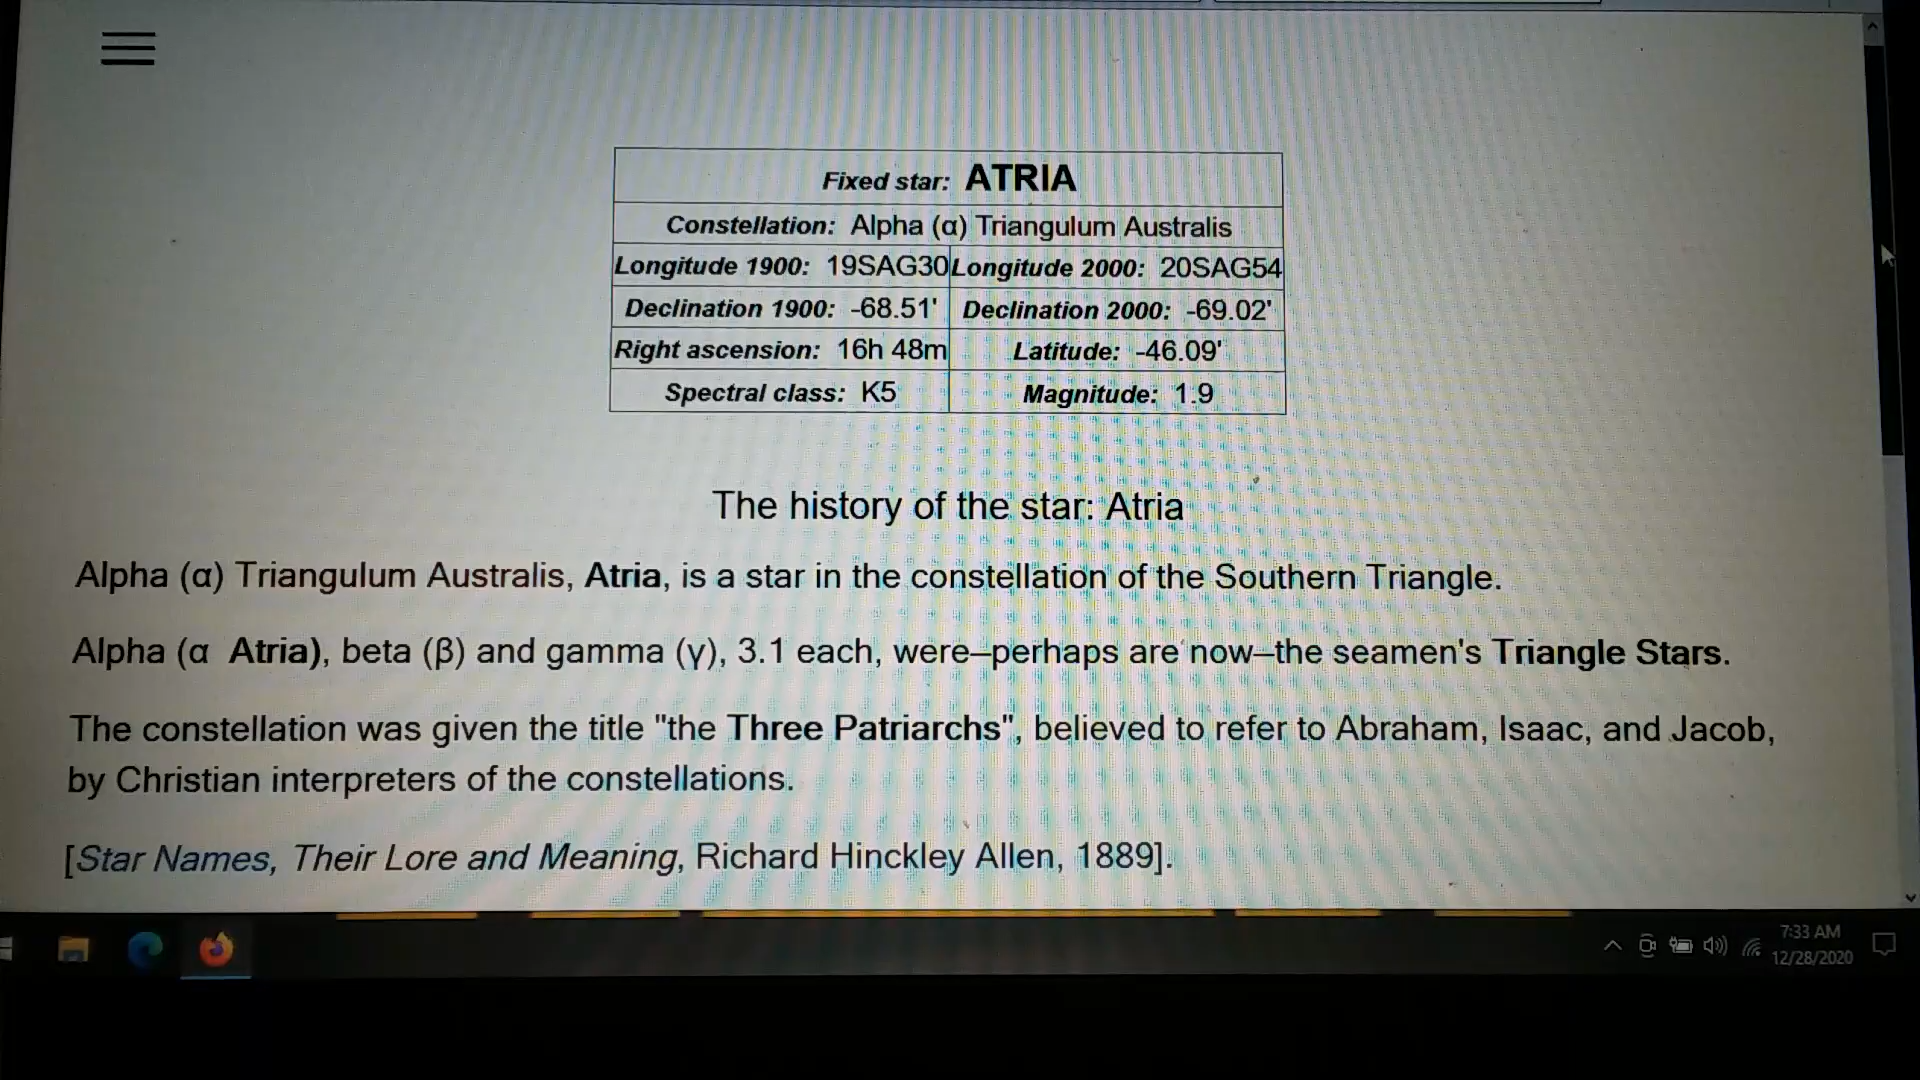 Fixed star: ATRIA
Constellation: Alpha (α) Triangulum Australis
Longitude 1900: 19SAG30 Longitude 2000: 20SAG54
Declination 1900: -68.51' Declination 2000: -69.02'
Right ascension: 16h 48m Latitude: -46.09'
Spectral class: K5 Magnitude: 1.9
The history of the star: Atria
Alpha (α) Triangulum Australis, Atria, is a star in the constellation of the Southern Triangle.
Alpha (α Atria), beta (β) and gamma (γ), 3.1 each, were–perhaps are now–the seamen's Triangle Stars.
The constellation was given the title "the Three Patriarchs", believed to refer to Abraham, Isaac, and Jacob,
by Christian interpreters of the constellations.
[Star Names, Their Lore and Meaning, Richard Hinckley Allen, 1889].
7:33 AM
12/28/2020